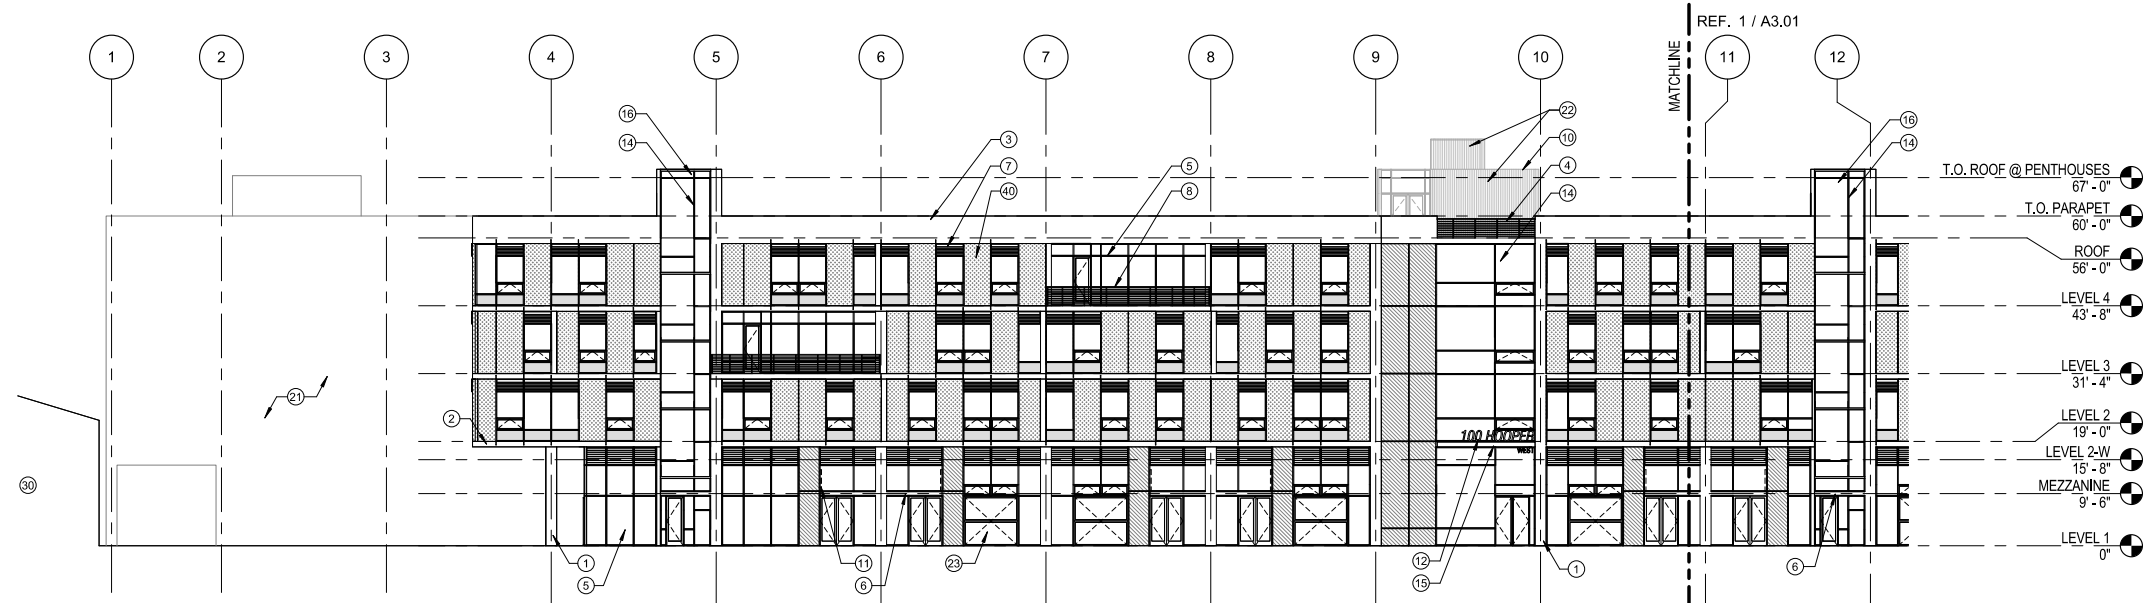 REF. 1 / A3.01
MATCHLINE
1
2
3
4
5
6
7
8
9
10
11
12
16
14
3
7
40
5
8
22
10
4
14
16
14
T.O. ROOF @ PENTHOUSES
67' - 0"
T.O. PARAPET
60' - 0"
ROOF
56' - 0"
LEVEL 4
43' - 8"
LEVEL 3
31' - 4"
LEVEL 2
19' - 0"
LEVEL 2-W
15' - 8"
MEZZANINE
9' - 6"
LEVEL 1
0"
21
2
30
100 HOOPER
WEST
1
5
11
6
23
12
15
1
6